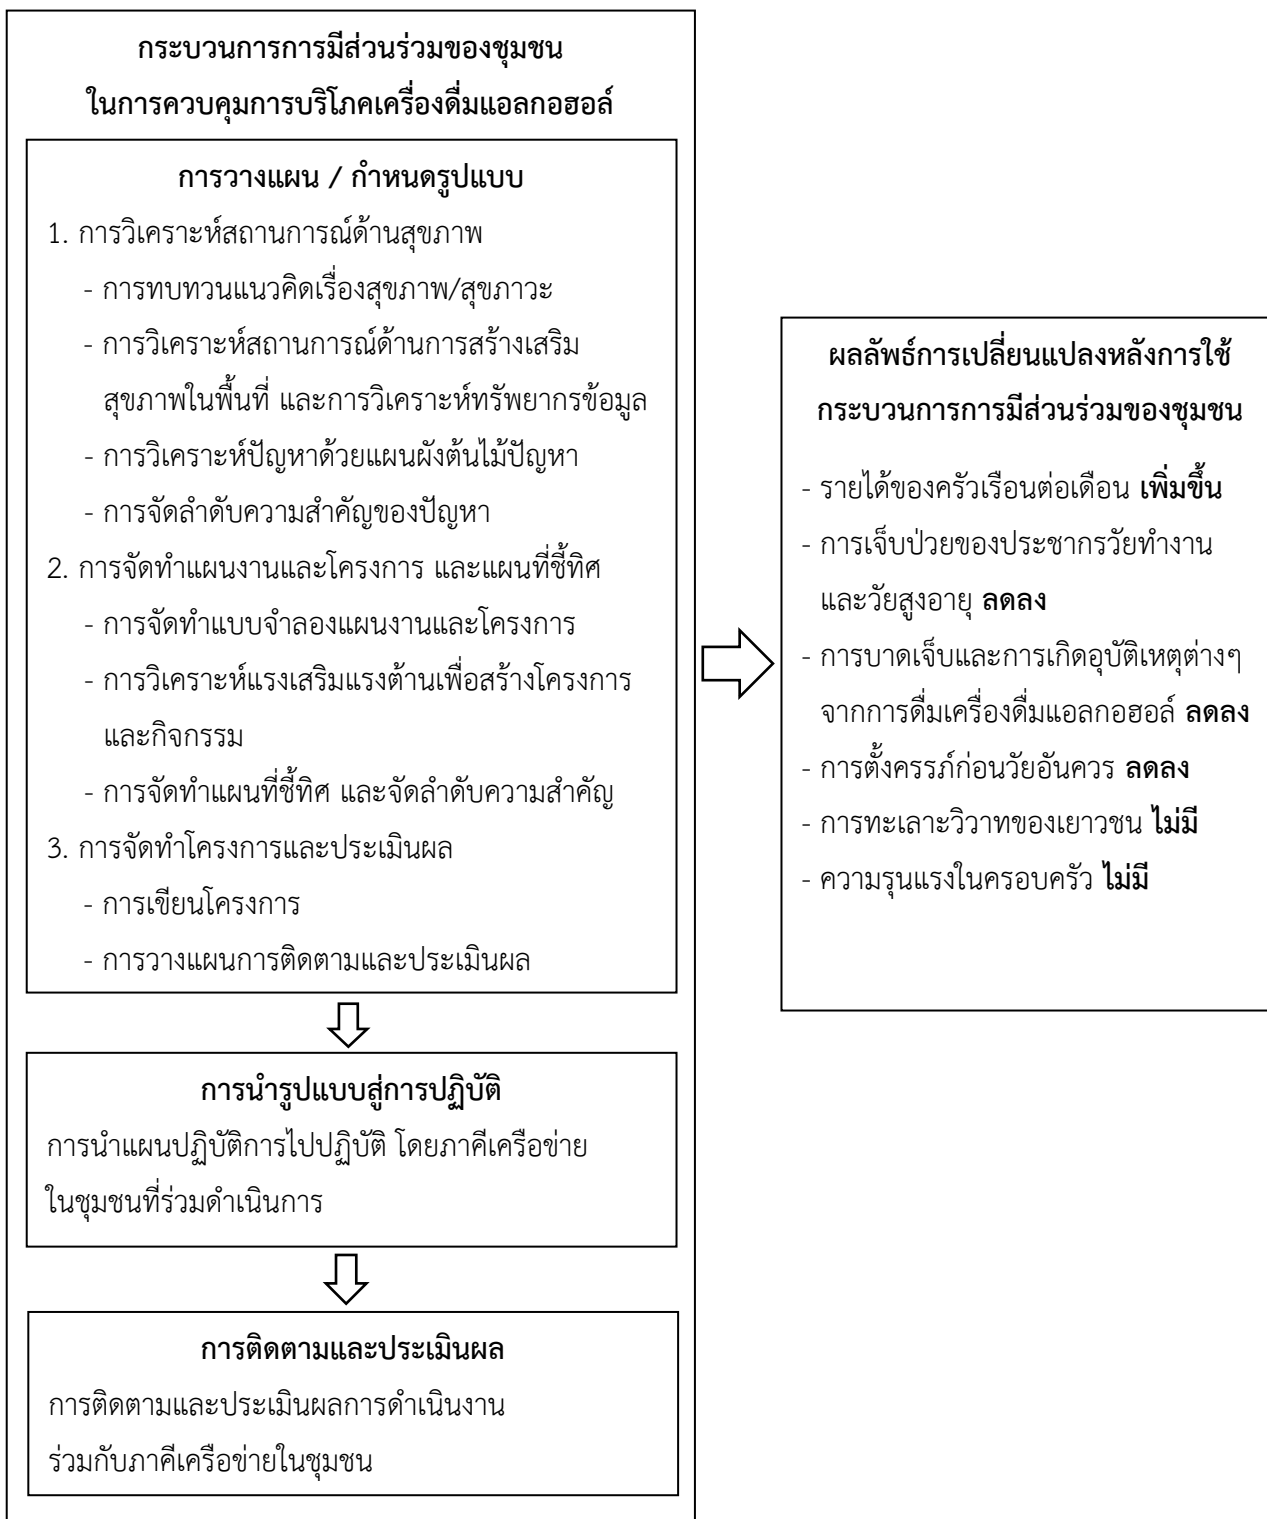 กระบวนการการมีส่วนร่วมของชุมชน
ในการควบคุมการบริโภคเครื่องดื่มแอลกอฮอล์
การวางแผน / กำหนดรูปแบบ
1. การวิเคราะห์สถานการณ์ด้านสุขภาพ
- การทบทวนแนวคิดเรื่องสุขภาพ/สุขภาวะ
- การวิเคราะห์สถานการณ์ด้านการสร้างเสริม
สุขภาพในพื้นที่ และการวิเคราะห์ทรัพยากรข้อมูล
- การวิเคราะห์ปัญหาด้วยแผนผังต้นไม้ปัญหา
- การจัดลำดับความสำคัญของปัญหา
2. การจัดทำแผนงานและโครงการ และแผนที่ชี้ทิศ
- การจัดทำแบบจำลองแผนงานและโครงการ
- การวิเคราะห์แรงเสริมแรงต้านเพื่อสร้างโครงการ
และกิจกรรม
- การจัดทำแผนที่ชี้ทิศ และจัดลำดับความสำคัญ
3. การจัดทำโครงการและประเมินผล
- การเขียนโครงการ
- การวางแผนการติดตามและประเมินผล
การนำรูปแบบสู่การปฏิบัติ
การนำแผนปฏิบัติการไปปฏิบัติ โดยภาคีเครือข่าย
ในชุมชนที่ร่วมดำเนินการ
การติดตามและประเมินผล
การติดตามและประเมินผลการดำเนินงาน
ร่วมกับภาคีเครือข่ายในชุมชน
ผลลัพธ์การเปลี่ยนแปลงหลังการใช้
กระบวนการการมีส่วนร่วมของชุมชน
- รายได้ของครัวเรือนต่อเดือน เพิ่มขึ้น
- การเจ็บป่วยของประชากรวัยทำงาน
และวัยสูงอายุ ลดลง
- การบาดเจ็บและการเกิดอุบัติเหตุต่างๆ
จากการดื่มเครื่องดื่มแอลกอฮอล์ ลดลง
- การตั้งครรภ์ก่อนวัยอันควร ลดลง
- การทะเลาะวิวาทของเยาวชน ไม่มี
- ความรุนแรงในครอบครัว ไม่มี